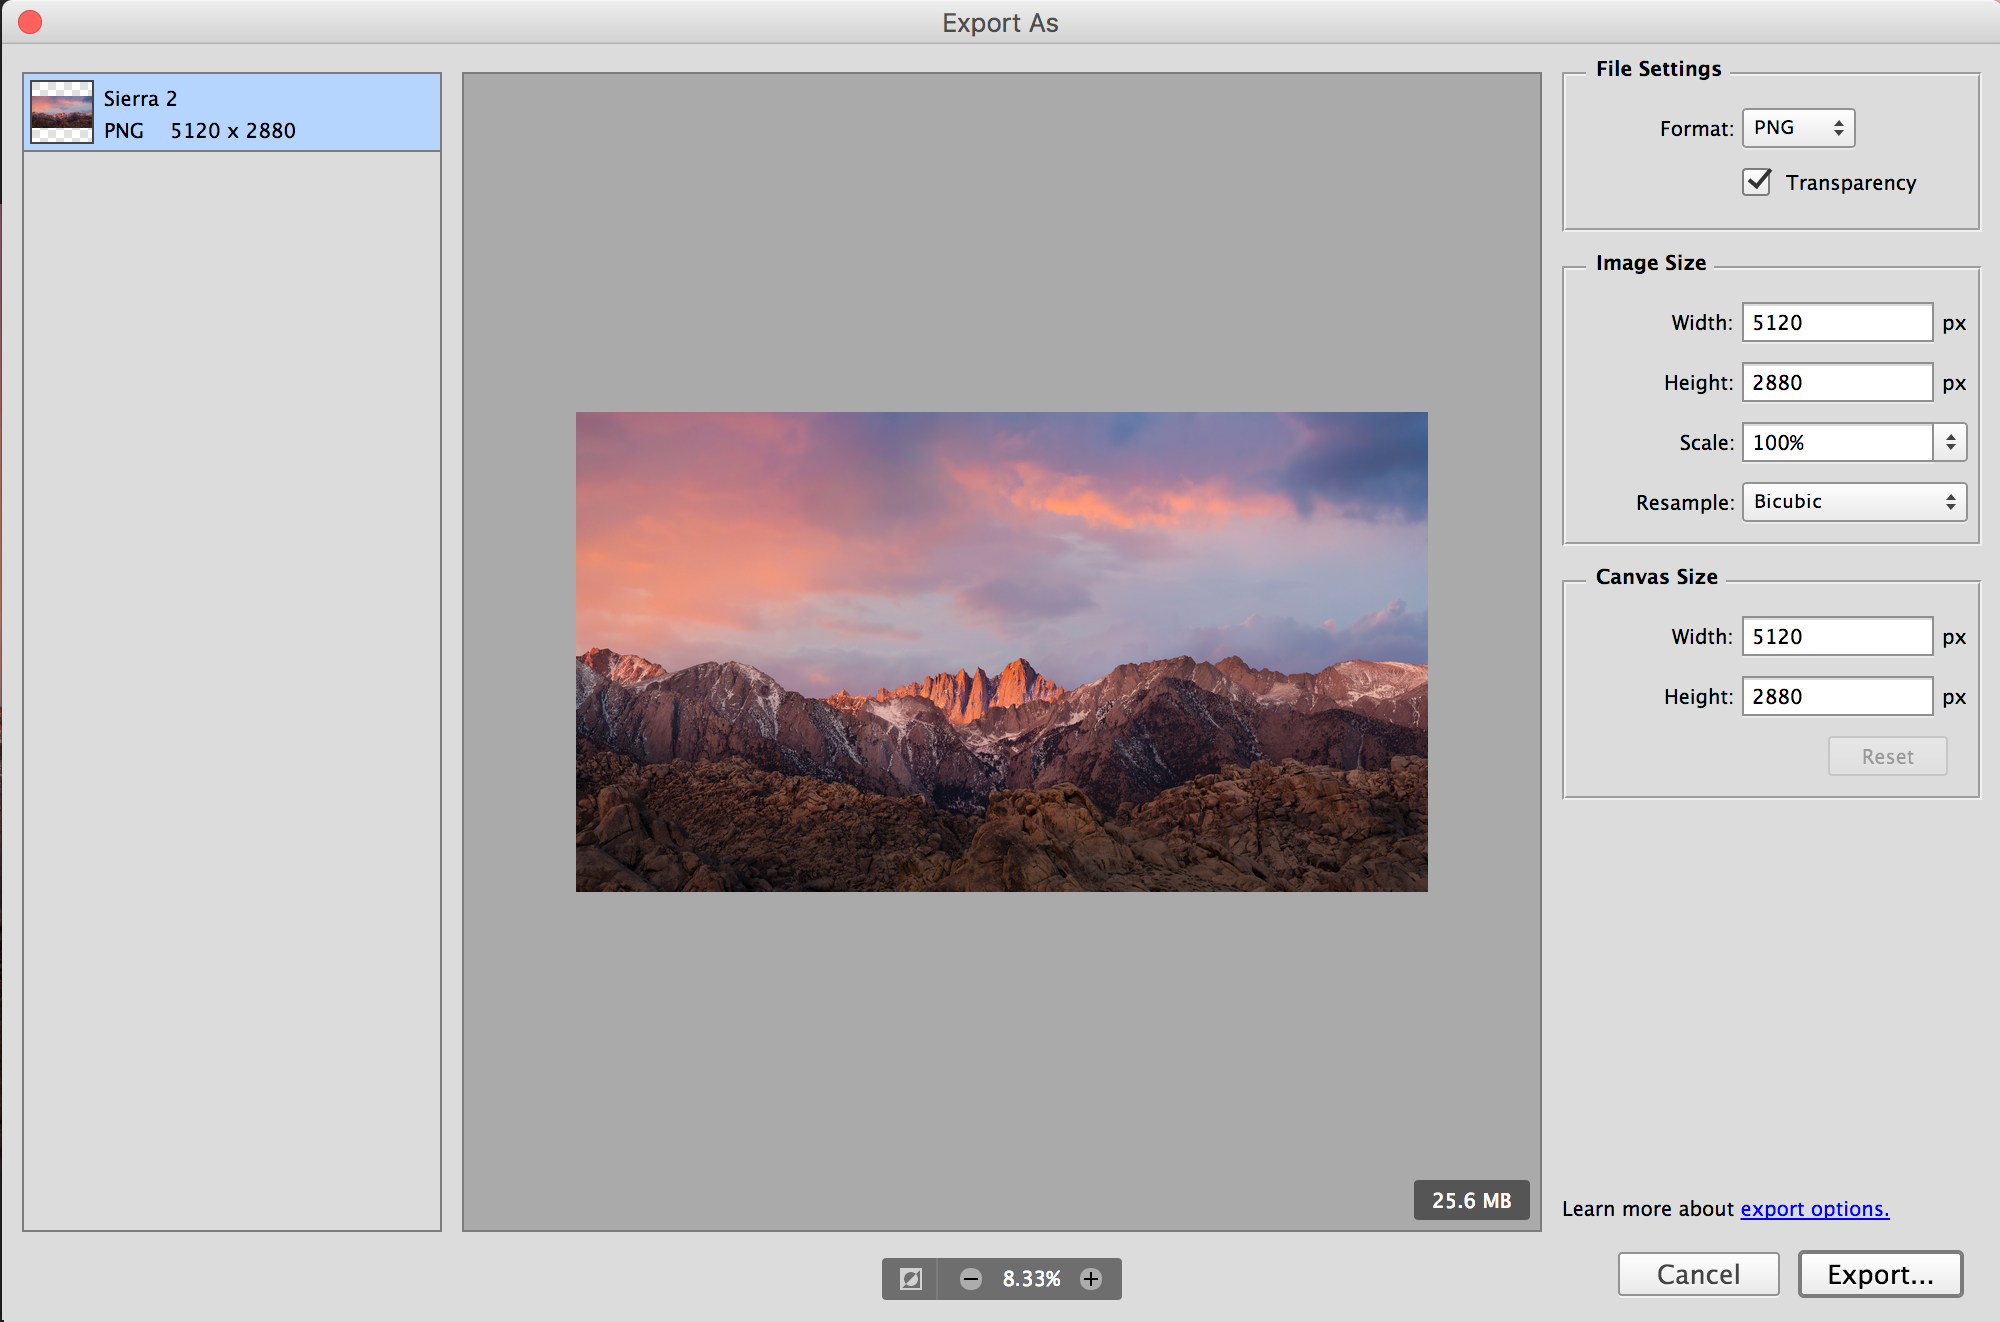 Export As
Sierra 2
PNG 5120 x 2880
File Settings
Format: PNG
Transparency
Image Size
Width: 5120 px
Height: 2880 px
Scale: 100%
Resample: Bicubic
Canvas Size
Width: 5120 px
Height: 2880 px
Reset
25.6 MB
Learn more about export options.
8.33%
Cancel
Export...